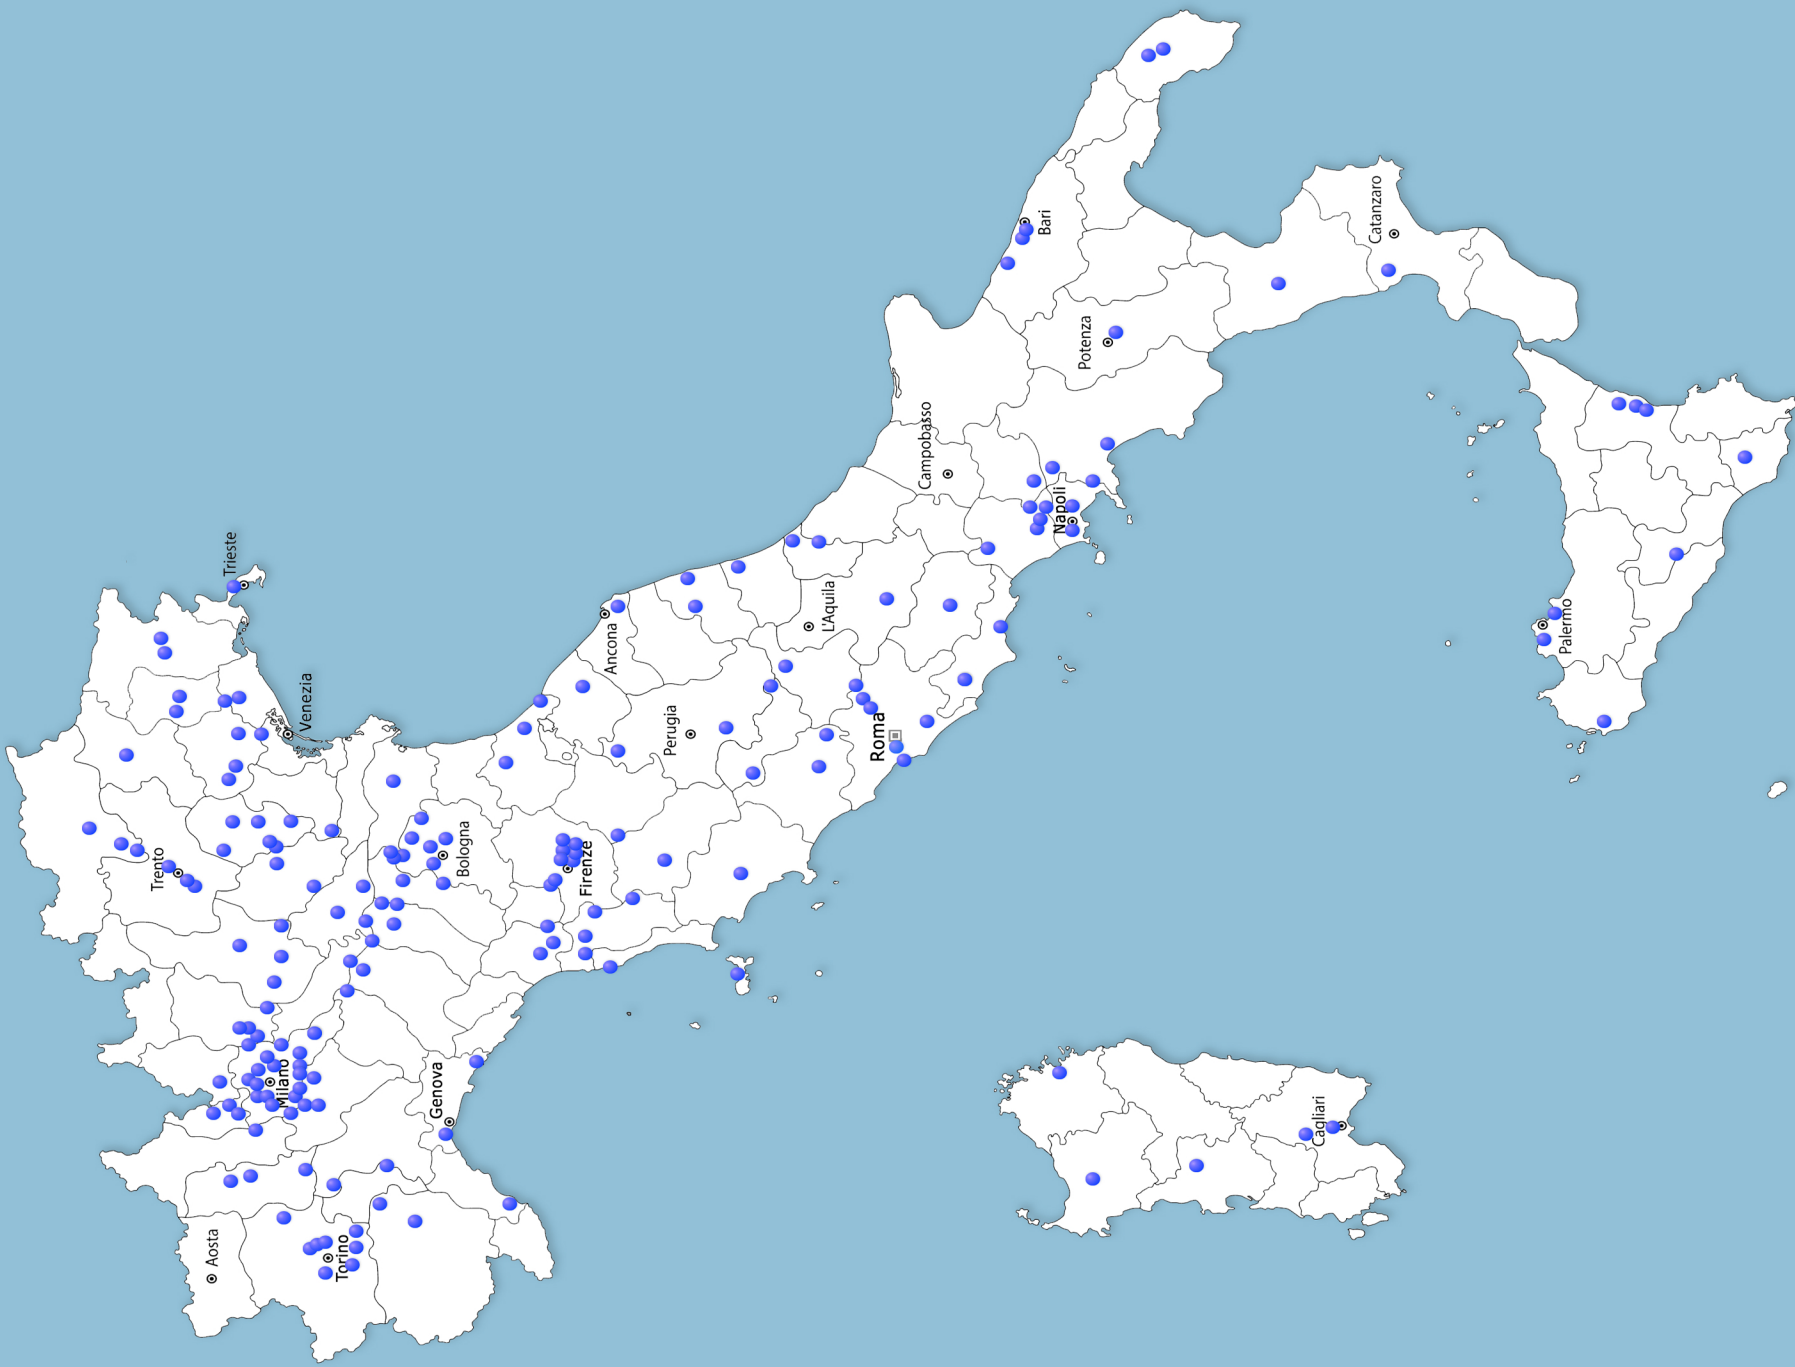 Aosta
Torino
Milano
Genova
Trento
Venezia
Trieste
Bologna
Firenze
Ancona
Perugia
Roma
L'Aquila
Campobasso
Napoli
Potenza
Bari
Catanzaro
Palermo
Cagliari